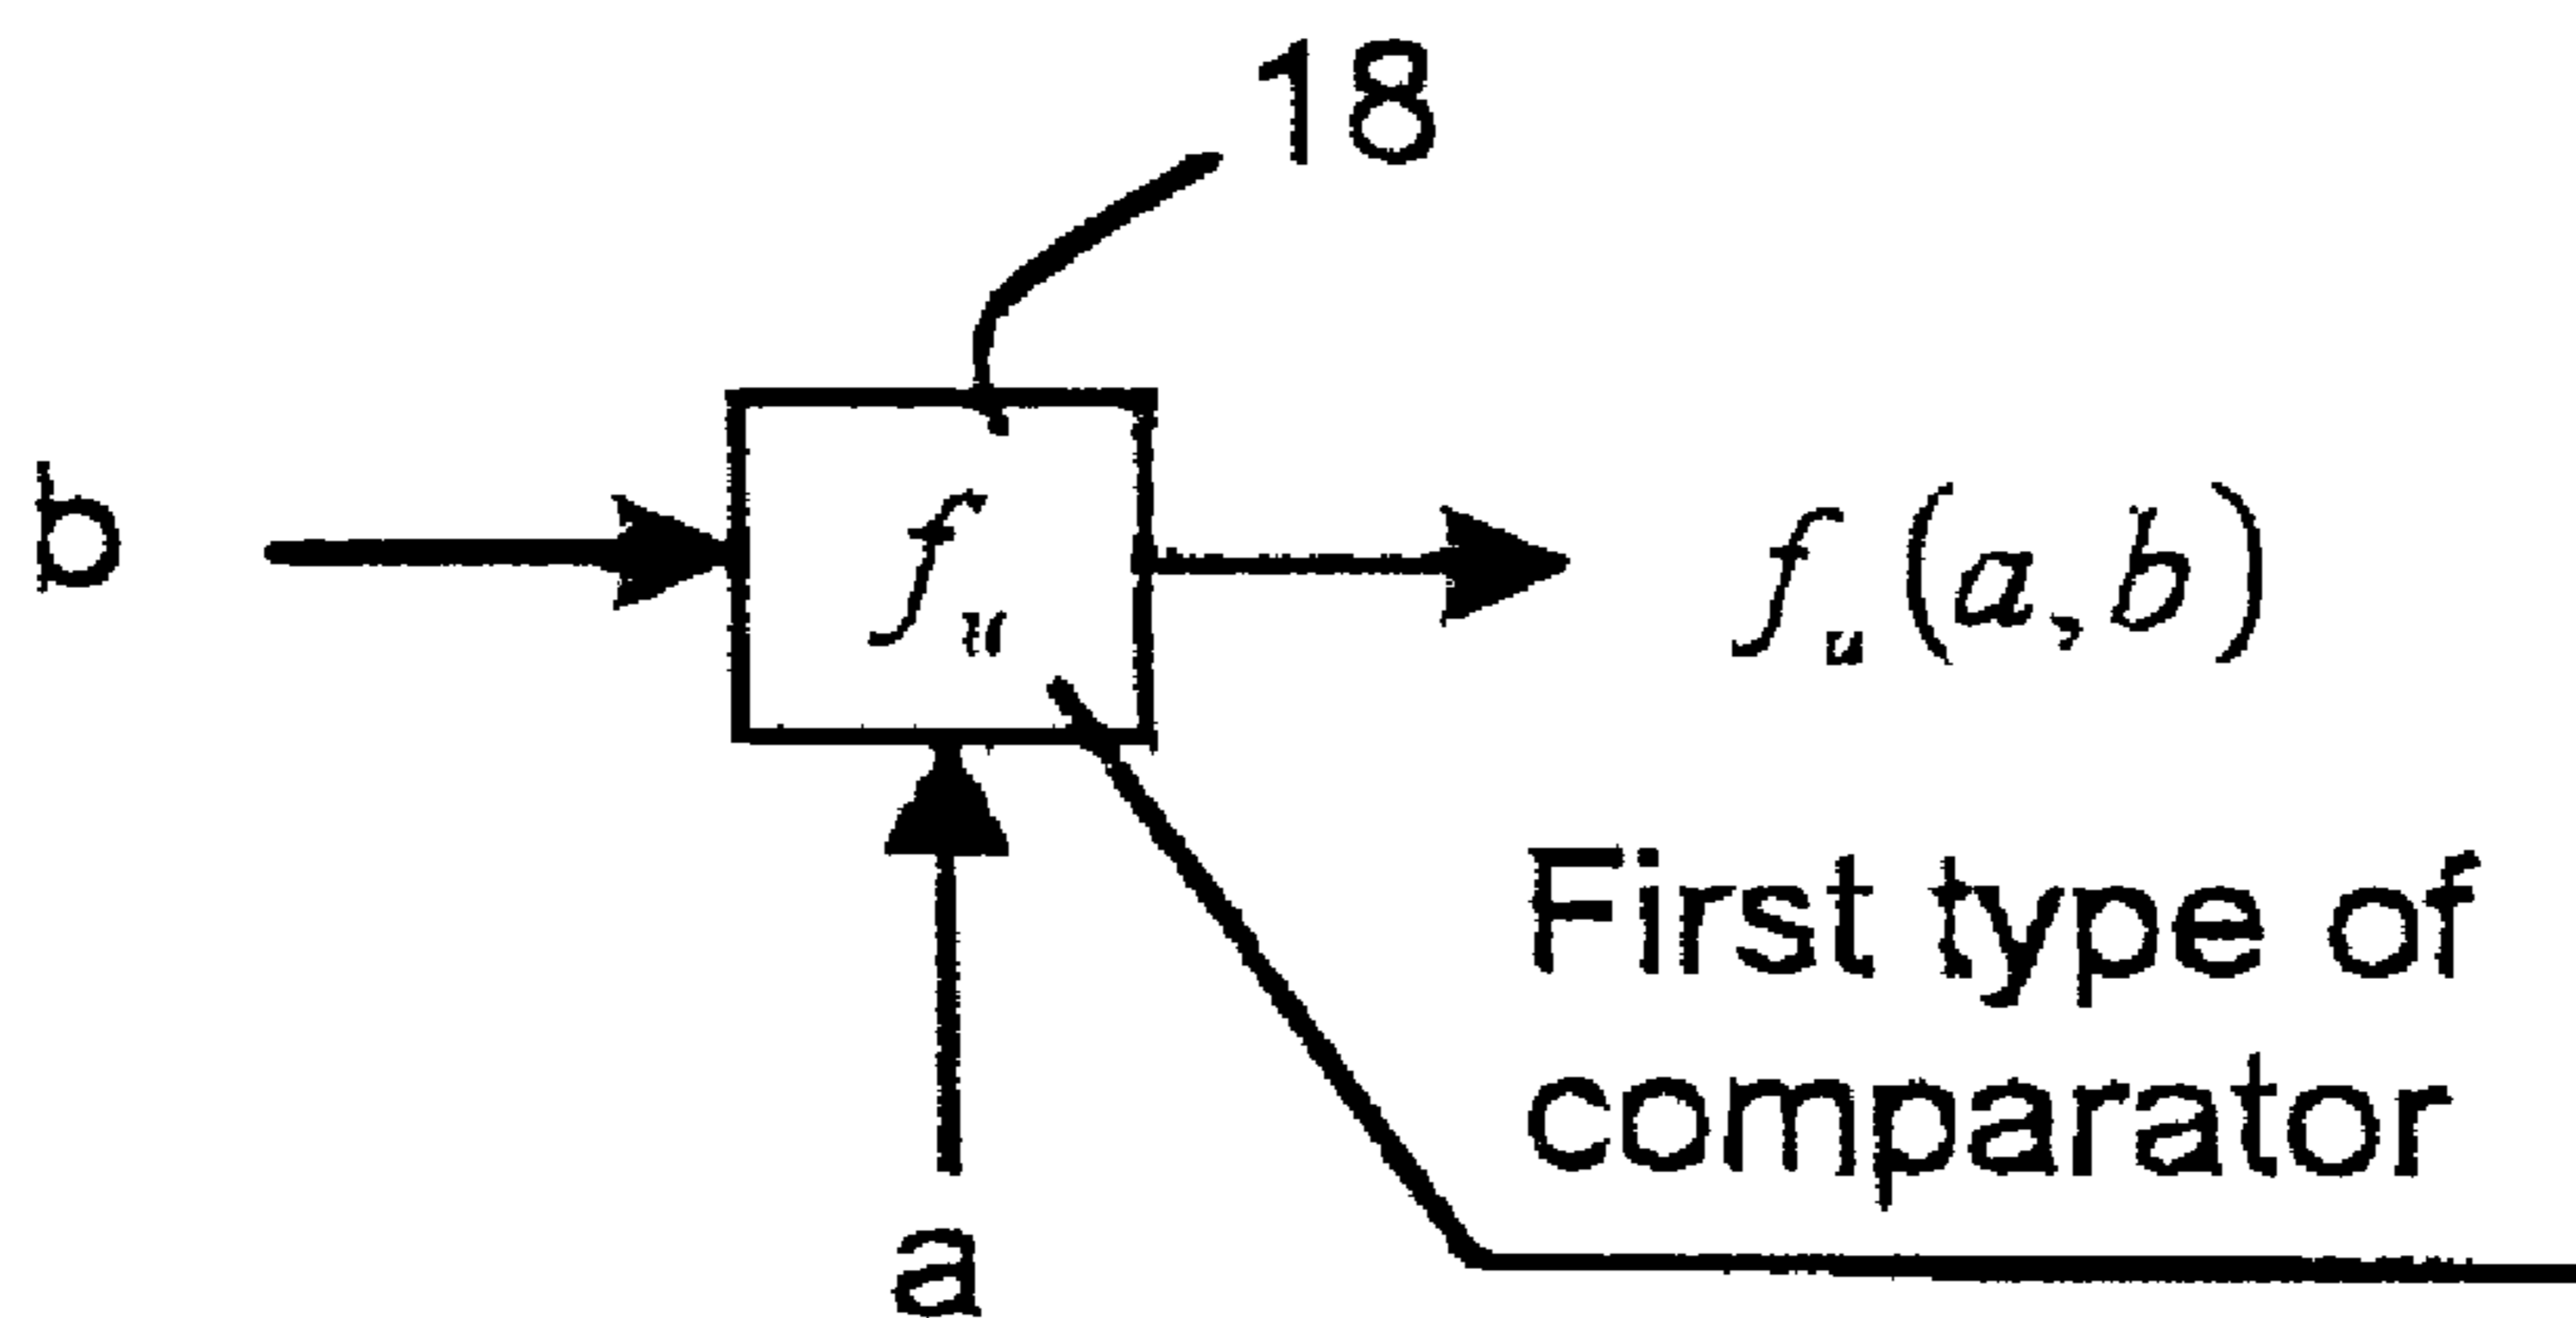 18
b
f_u
f_u (a,b)
First type of
comparator
a